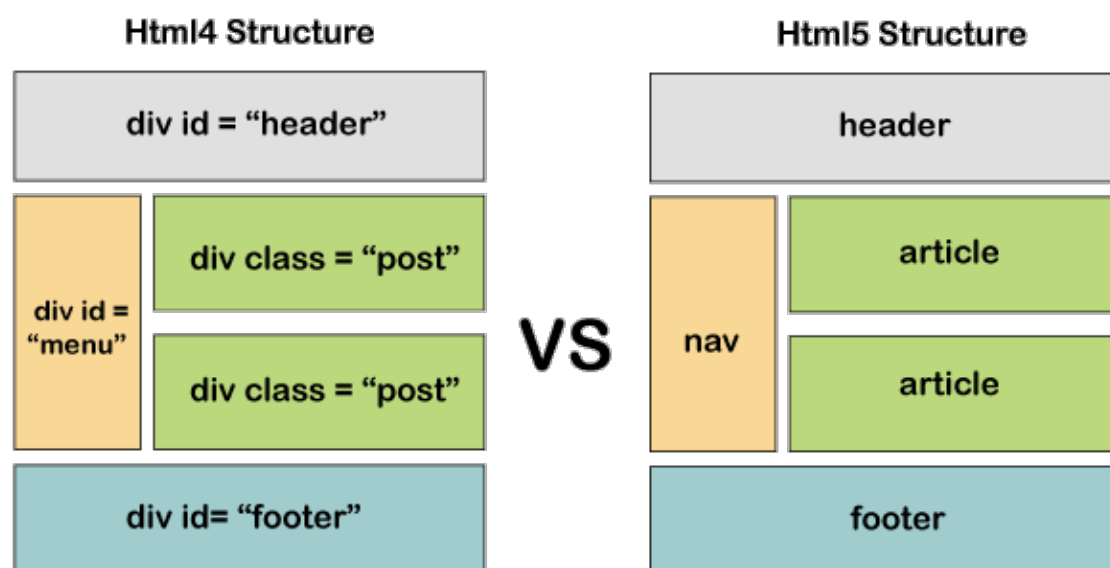 Html4 Structure
div id = “header”
div id =
“menu”
div class = “post”
div class = “post”
div id= “footer”
VS
Html5 Structure
header
nav
article
article
footer